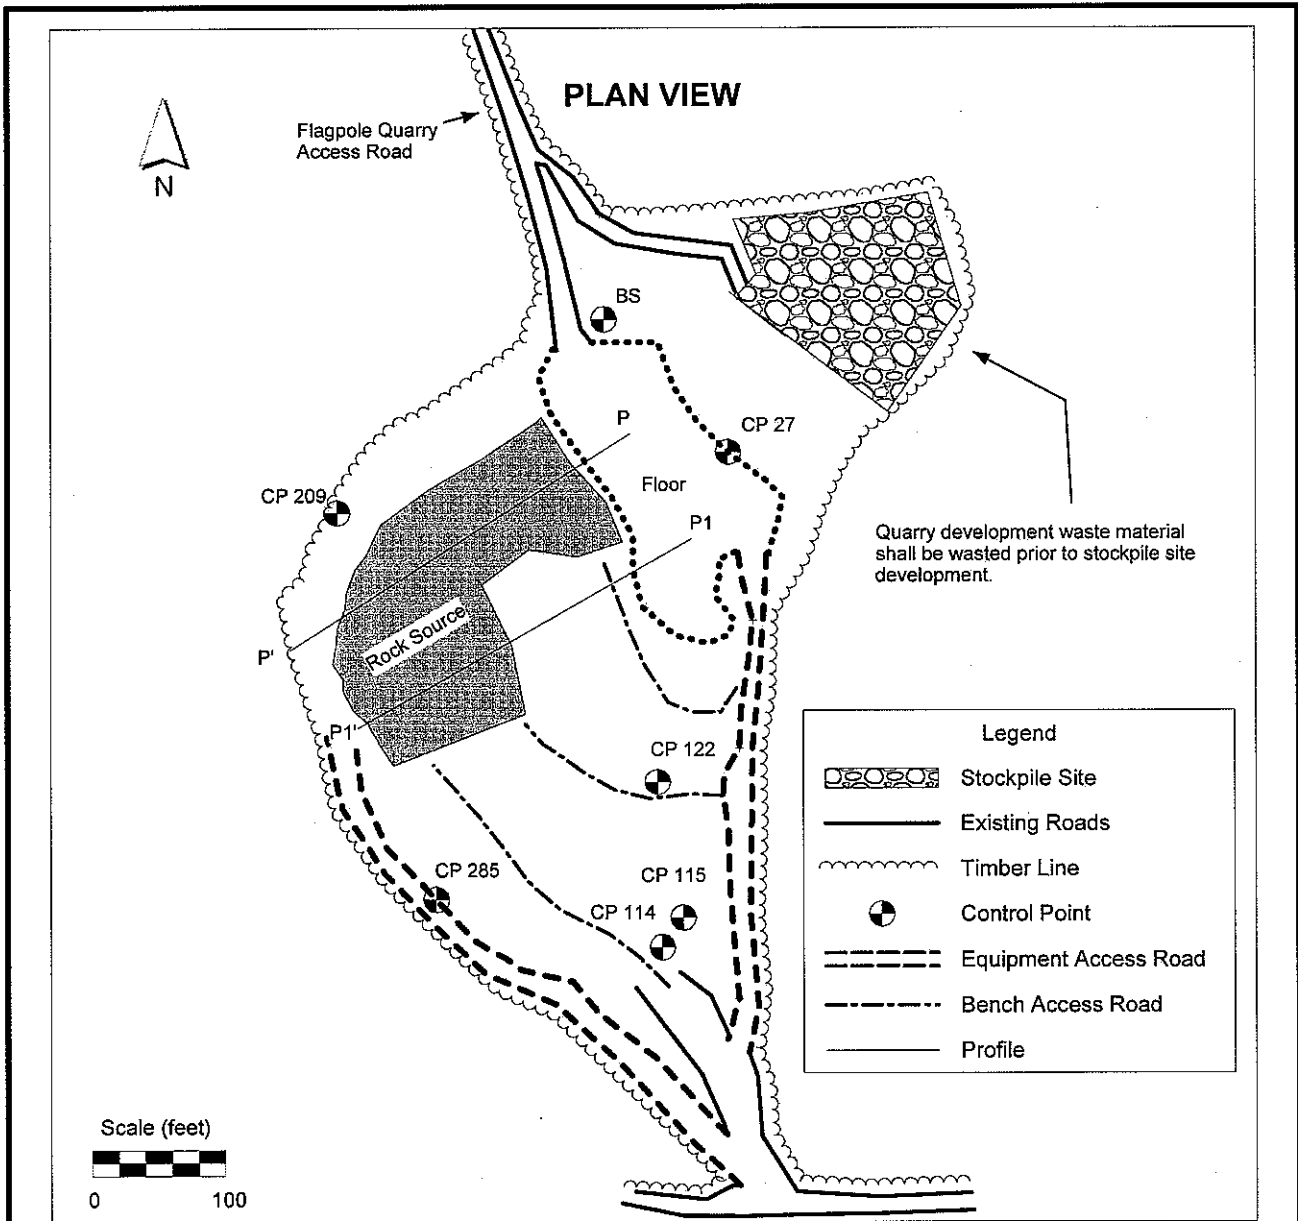 PLAN VIEW
Flagpole Quarry
Access Road
N
BS
P
CP 27
CP 209
Floor
P1
Quarry development waste material
shall be wasted prior to stockpile site
development.
Rock Source
P'
P1'
CP 122
CP 285
CP 115
CP 114
Legend
Stockpile Site
Existing Roads
Timber Line
Control Point
Equipment Access Road
Bench Access Road
Profile
Scale (feet)
0 100